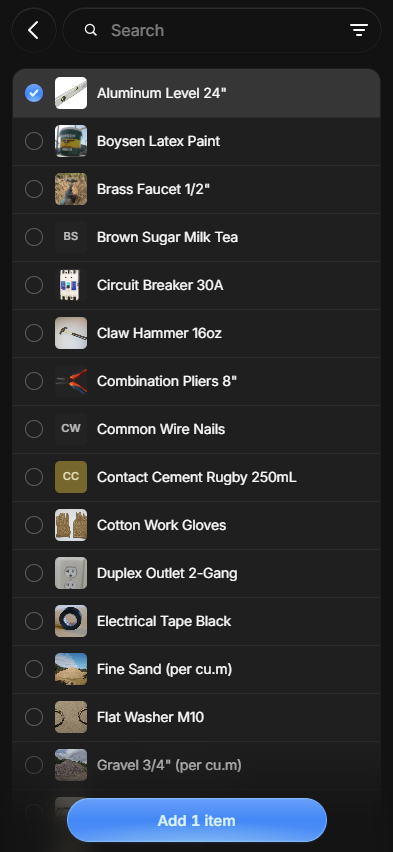 Search
Aluminum Level 24"
Boysen Latex Paint
Brass Faucet 1/2"
BS Brown Sugar Milk Tea
Circuit Breaker 30A
Claw Hammer 16oz
Combination Pliers 8"
CW Common Wire Nails
CC Contact Cement Rugby 250mL
Cotton Work Gloves
Duplex Outlet 2-Gang
Electrical Tape Black
Fine Sand (per cu.m)
Flat Washer M10
Gravel 3/4" (per cu.m)
Add 1 item